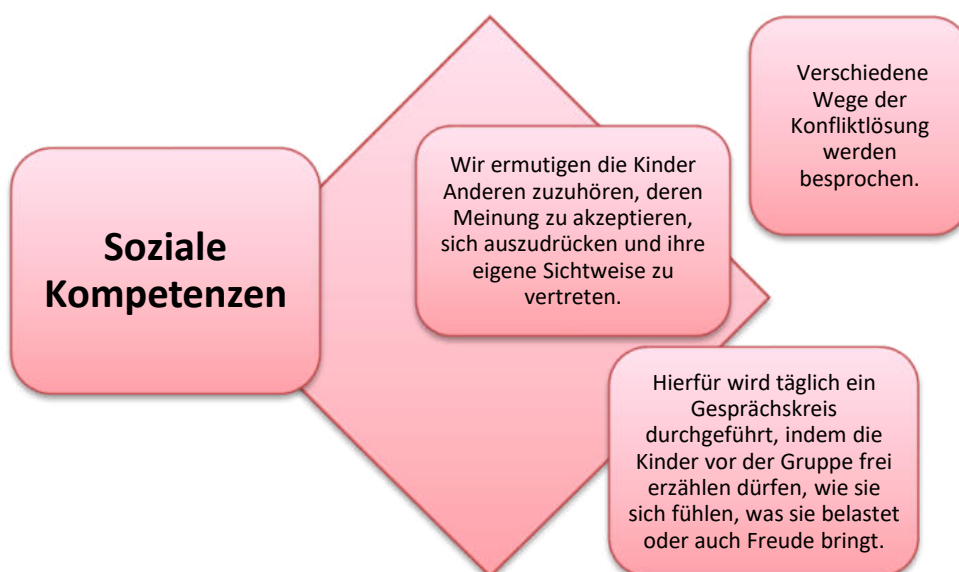 Soziale
Kompetenzen
Wir ermutigen die Kinder
Anderen zuzuhören, deren
Meinung zu akzeptieren,
sich auszudrücken und ihre
eigene Sichtweise zu
vertreten.
Verschiedene
Wege der
Konfliktlösung
werden
besprochen.
Hierfür wird täglich ein
Gesprächskreis
durchgeführt, indem die
Kinder vor der Gruppe frei
erzählen dürfen, wie sie
sich fühlen, was sie belastet
oder auch Freude bringt.